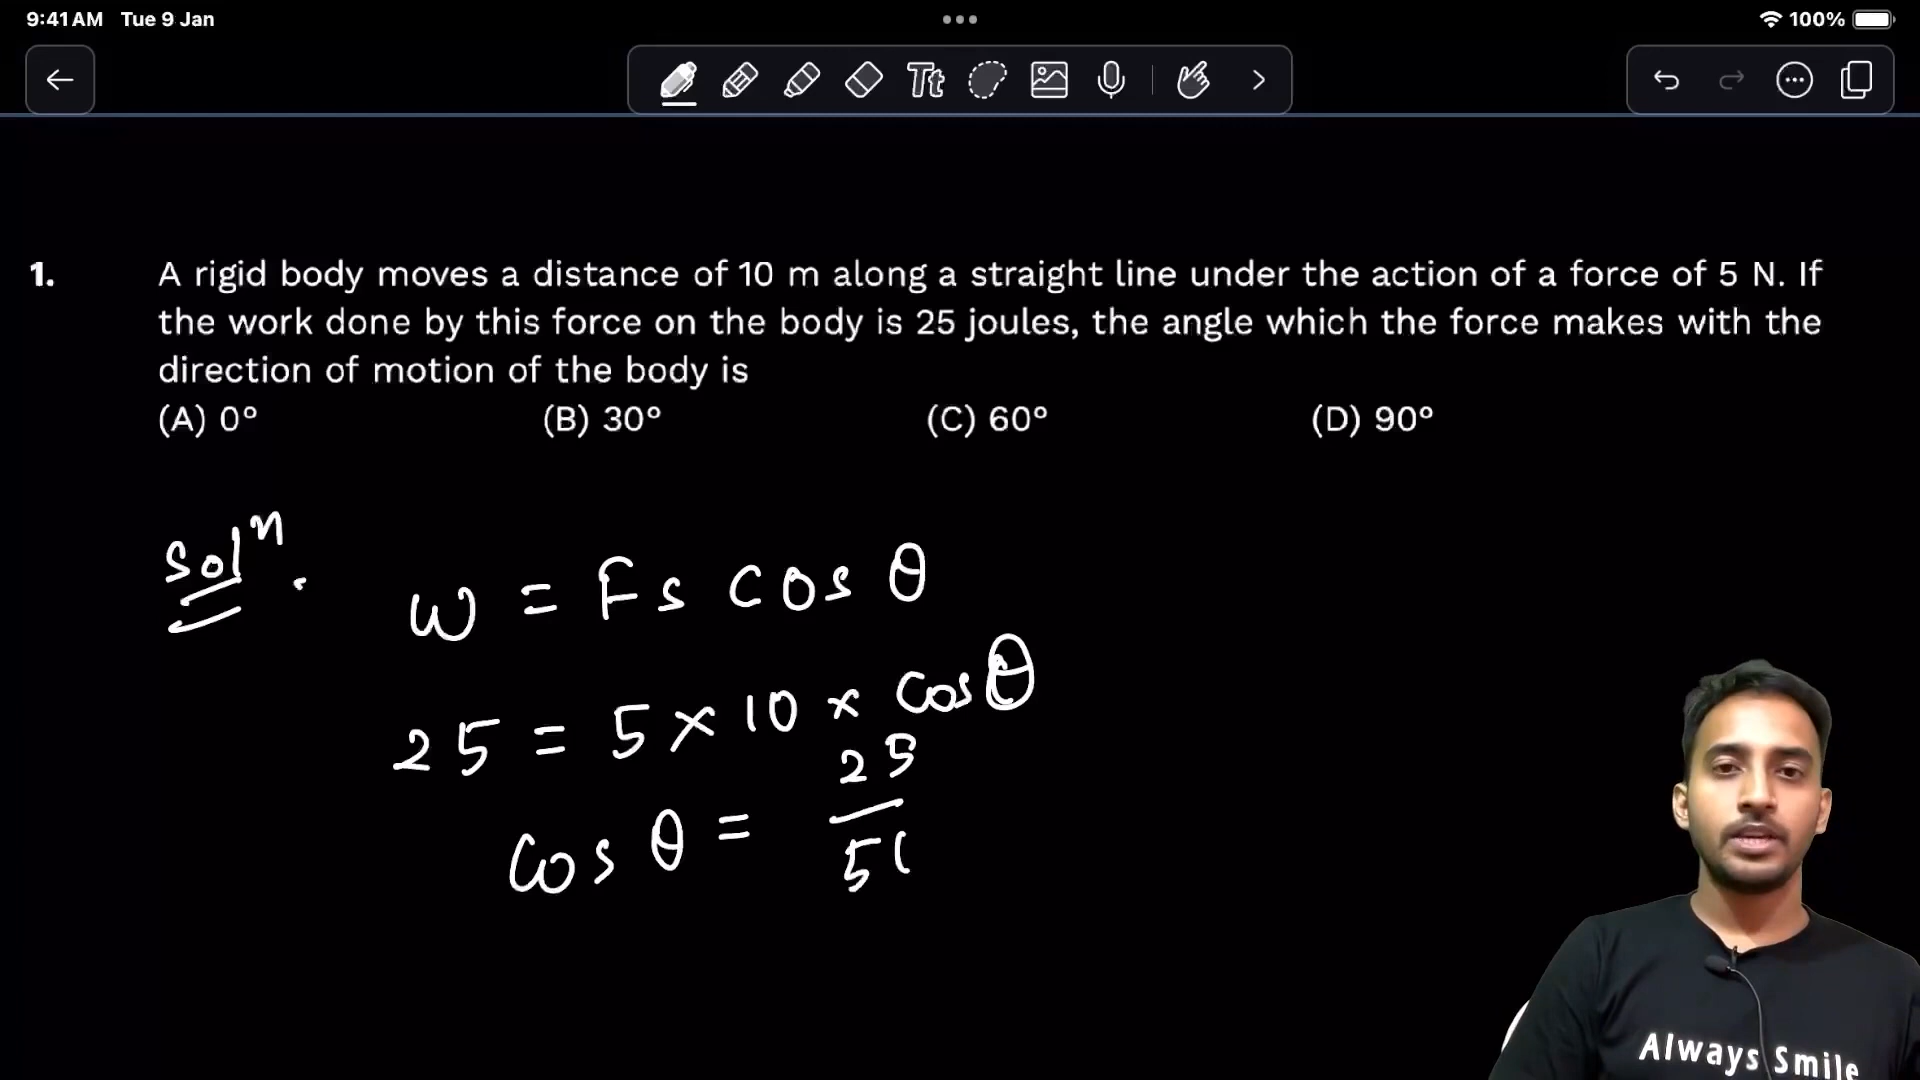 9:41 AM Tue 9 Jan
100%
Tt
1. A rigid body moves a distance of 10 m along a straight line under the action of a force of 5 N. If
the work done by this force on the body is 25 joules, the angle which the force makes with the
direction of motion of the body is
(A) 0° (B) 30° (C) 60° (D) 90°
Solⁿ.
W = Fs cos θ
25 = 5 × 10 × cos θ
cos θ = 25/5(
Always Smile